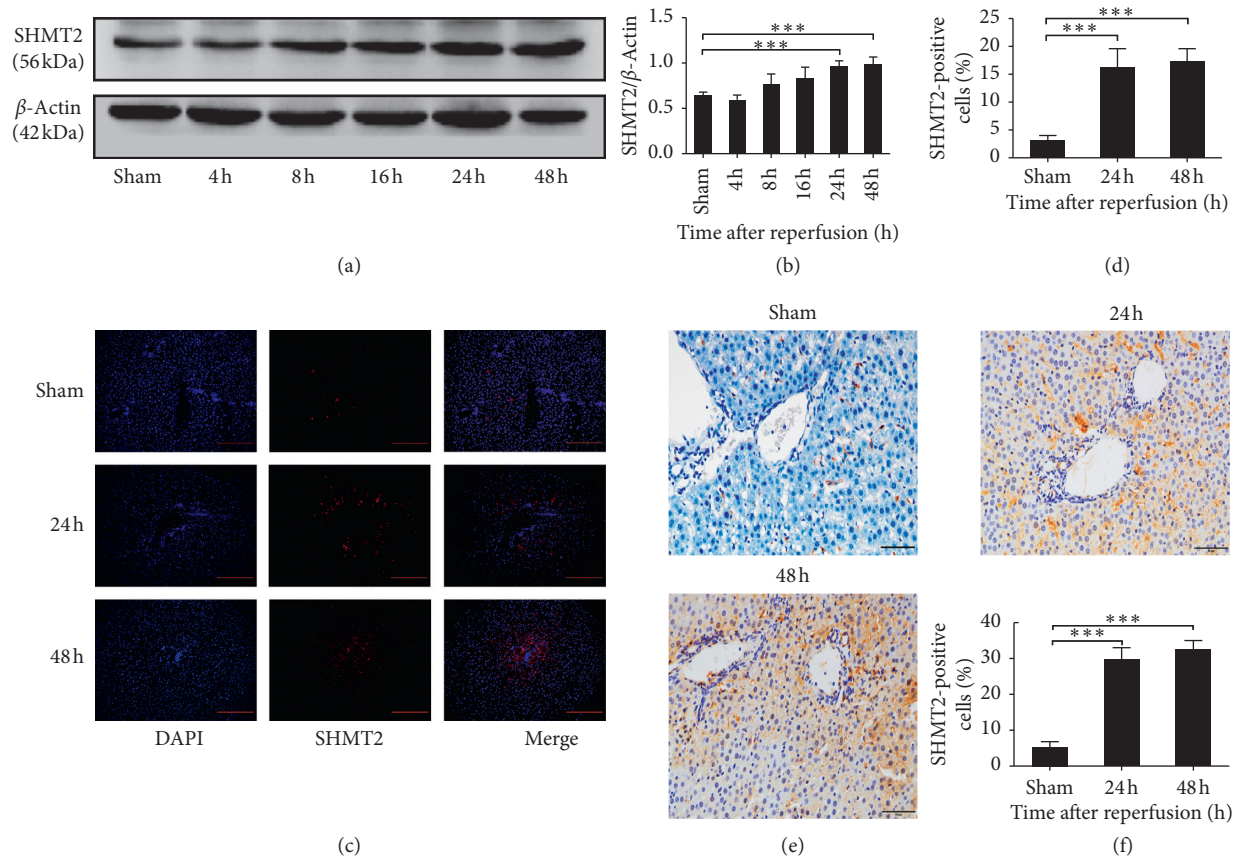 SHMT2
(56 kDa)
β-Actin
(42 kDa)
Sham 4 h 8 h 16 h 24 h 48 h
(a)
SHMT2/β-Actin
1.5
1.0
0.5
0.0
***
***
Sham 4 h 8 h 16 h 24 h 48 h
Time after reperfusion (h)
(b)
SHMT2-positive
cells (%)
25
20
15
10
5
0
***
***
Sham 24 h 48 h
Time after reperfusion (h)
(d)
Sham
24 h
48 h
DAPI SHMT2 Merge
(c)
Sham
24 h
48 h
(e)
SHMT2-positive
cells (%)
40
30
20
10
0
***
***
Sham 24 h 48 h
Time after reperfusion (h)
(f)